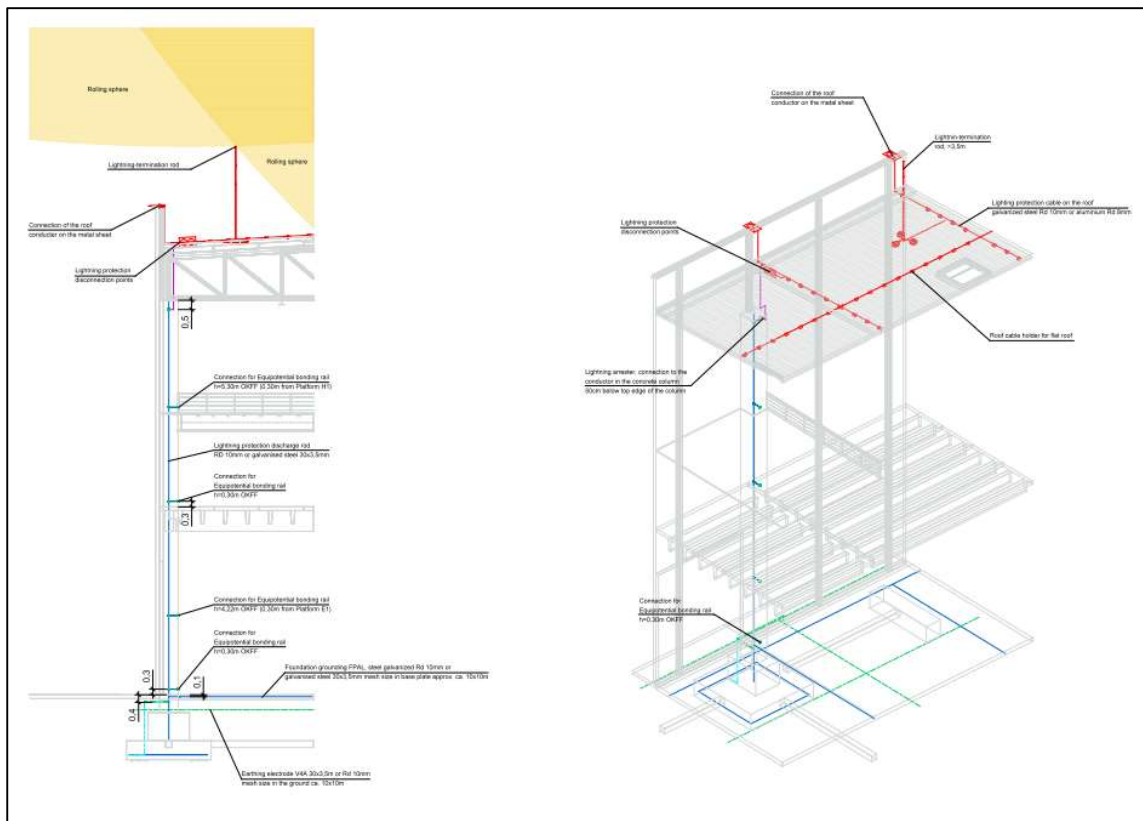 Rolling sphere
Lightning-termination rod
Rolling sphere
Connection of the roof
conductor on the metal sheet
Lightning protection
disconnection points
0,5
Connection for Equipotential bonding rail
h=5,30m OKFF (0,30m from Platform H1)
Lightning protection discharge rod
RD 10mm or galvanised steel 30x3,5mm
Connection for
Equipotential bonding rail
h=0,30m OKFF
0,3
Connection for Equipotential bonding rail
h=4,22m OKFF (0,30m from Platform E1)
Connection for
Equipotential bonding rail
h=0,30m OKFF
0,3
0,1
0,4
Foundation grounding FPAL, steel galvanized Rd 10mm or
galvanised steel 30x3,5mm mesh size in base plate approx. ca. 10x10m
Earthing electrode V4A 30x3,5m or Rd 10mm
mesh size in the ground ca. 10x10m
Connection of the roof
conductor on the metal sheet
Lightnin-termination
rod, >3,5m
Lighting protection cable on the roof
galvanized steel Rd 10mm or aluminium Rd 8mm
Lightning protection
disconnection points
Roof cable holder for flat roof
Lightning arrester, connection to the
conductor in the concrete column
50cm below top edge of the column
Connection for
Equipotential bonding rail
h=0,30m OKFF